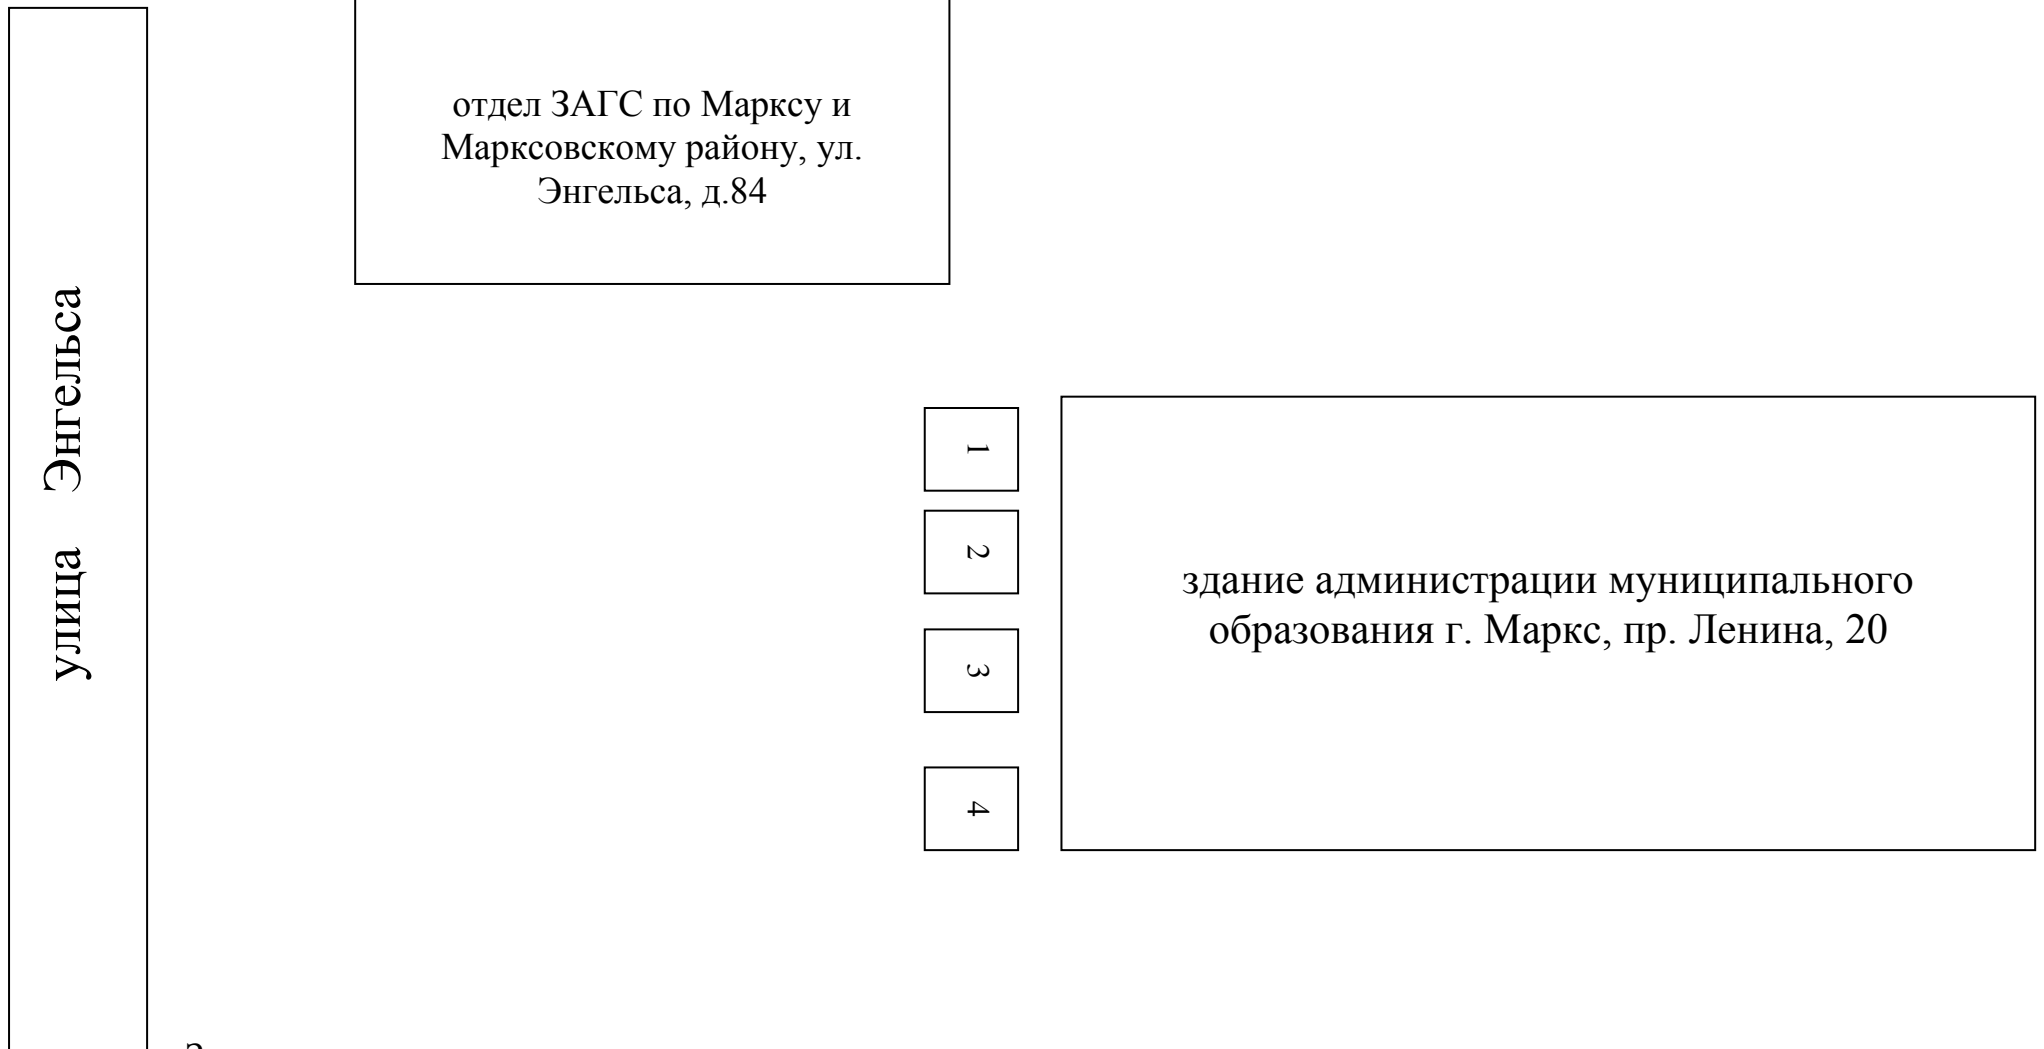 отдел ЗАГС по Марксу и
Марксовскому району, ул.
Энгельса, д.84
улица Энгельса
1
2
3
4
здание администрации муниципального
образования г. Маркс, пр. Ленина, 20